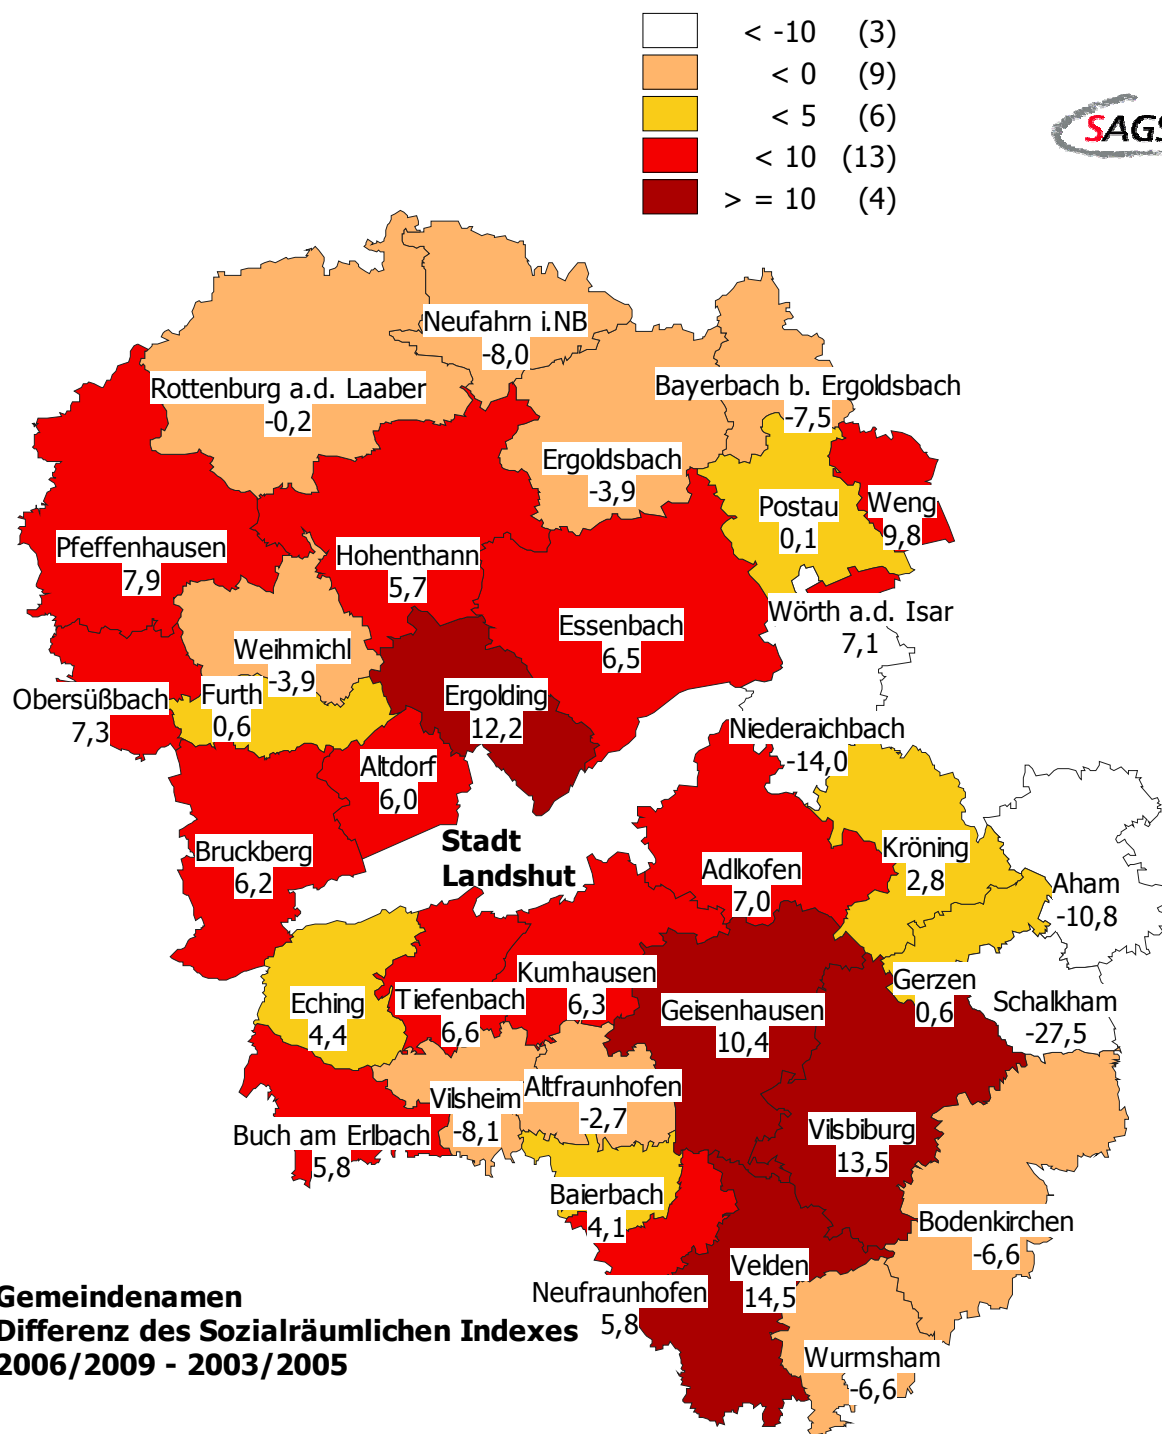 < -10 (3)
< 0 (9)
< 5 (6)
< 10 (13)
> = 10 (4)
SAGS
Neufahrn i.NB
-8,0
Rottenburg a.d. Laaber
-0,2
Bayerbach b. Ergoldsbach
-7,5
Ergoldsbach
-3,9
Postau
0,1
Weng
9,8
Pfeffenhausen
7,9
Hohenthann
5,7
Wörth a.d. Isar
7,1
Essenbach
6,5
Weihmichl
-3,9
Obersüßbach
7,3
Furth
0,6
Ergolding
12,2
Niederaichbach
-14,0
Altdorf
6,0
Stadt
Landshut
Bruckberg
6,2
Adlkofen
7,0
Kröning
2,8
Aham
-10,8
Eching
4,4
Tiefenbach
6,6
Kumhausen
6,3
Geisenhausen
10,4
Gerzen
0,6
Schalkham
-27,5
Vilsheim
-8,1
Altfraunhofen
-2,7
Buch am Erlbach
5,8
Vilsbiburg
13,5
Baierbach
4,1
Bodenkirchen
-6,6
Velden
14,5
Neufraunhofen
5,8
Wurmsham
-6,6
Gemeindenamen
Differenz des Sozialräumlichen Indexes
2006/2009 - 2003/2005